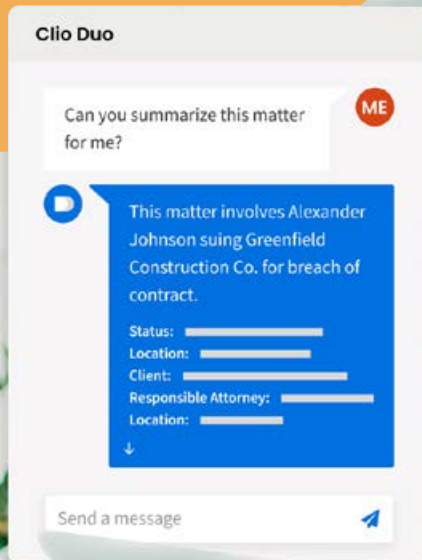 Clio Duo
Can you summarize this matter
for me?
ME
This matter involves Alexander
Johnson suing Greenfield
Construction Co. for breach of
contract.
Status:
Location:
Client:
Responsible Attorney:
Location:
Send a message